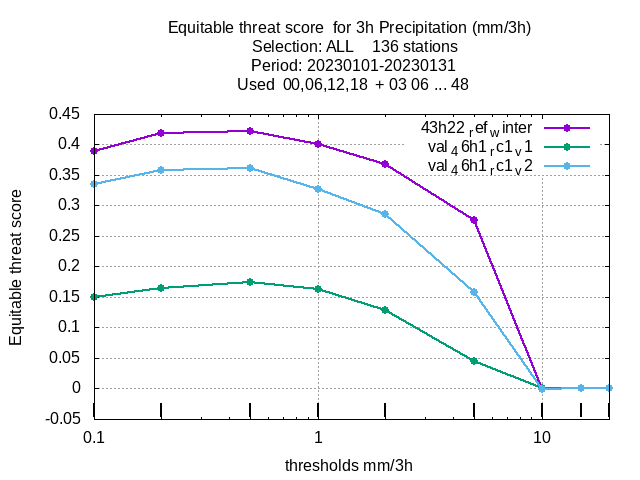 Equitable threat score  for 3h Precipitation (mm/3h)
Selection: ALL    136 stations
Period: 20230101-20230131
Used  00,06,12,18  + 03 06 ... 48
43h22_ref_winter
val_46h1_rc1_v1
val_46h1_rc1_v2
Equitable threat score
0.45
0.4
0.35
0.3
0.25
0.2
0.15
0.1
0.05
0
-0.05
0.1
1
10
thresholds mm/3h